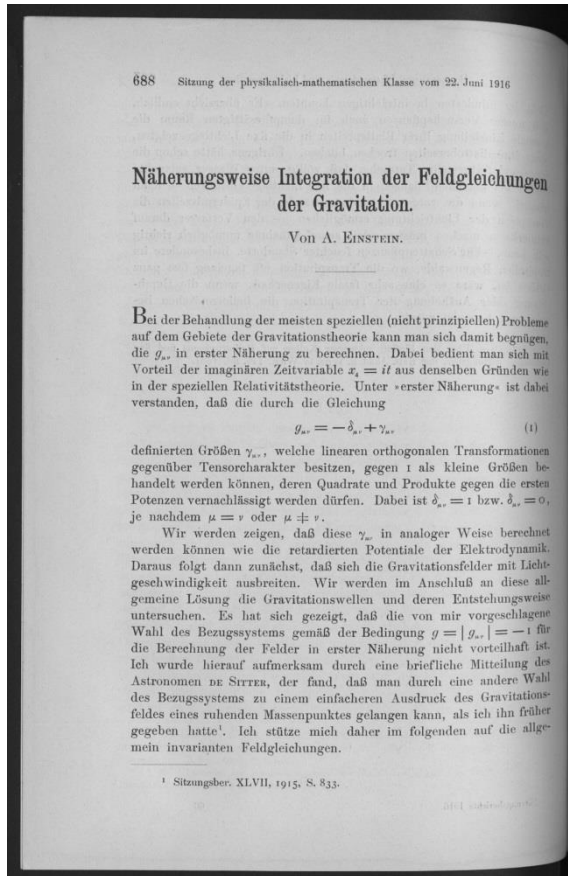 688 Sitzung der physikalisch-mathematischen Klasse vom 22. Juni 1916
Näherungsweise Integration der Feldgleichungen
der Gravitation.
Von A. Einstein.
Bei der Behandlung der meisten speziellen (nicht prinzipiellen) Probleme
auf dem Gebiete der Gravitationstheorie kann man sich damit begnügen,
die g_μν in erster Näherung zu berechnen. Dabei bedient man sich mit
Vorteil der imaginären Zeitvariable x₄ = it aus denselben Gründen wie
in der speziellen Relativitätstheorie. Unter »erster Näherung« ist dabei
verstanden, daß die durch die Gleichung
g_μν = −δ_μν + γ_μν (1)
definierten Größen γ_μν, welche linearen orthogonalen Transformationen
gegenüber Tensorcharakter besitzen, gegen 1 als kleine Größen be-
handelt werden können, deren Quadrate und Produkte gegen die ersten
Potenzen vernachlässigt werden dürfen. Dabei ist δ_μν = 1 bzw. δ_μν = 0,
je nachdem μ = ν oder μ ≠ ν.
Wir werden zeigen, daß diese γ_μν in analoger Weise berechnet
werden können wie die retardierten Potentiale der Elektrodynamik.
Daraus folgt dann zunächst, daß sich die Gravitationsfelder mit Licht-
geschwindigkeit ausbreiten. Wir werden im Anschluß an diese all-
gemeine Lösung die Gravitationswellen und deren Entstehungsweise
untersuchen. Es hat sich gezeigt, daß die von mir vorgeschlagene
Wahl des Bezugssystems gemäß der Bedingung g = |g_μν| = −1 für
die Berechnung der Felder in erster Näherung nicht vorteilhaft ist.
Ich wurde hierauf aufmerksam durch eine briefliche Mitteilung des
Astronomen de Sitter, der fand, daß man durch eine andere Wahl
des Bezugssystems zu einem einfacheren Ausdruck des Gravitations-
feldes eines ruhenden Massenpunktes gelangen kann, als ich ihn früher
gegeben hatte¹. Ich stütze mich daher im folgenden auf die allge-
mein invarianten Feldgleichungen.
¹ Sitzungsber. XLVII, 1915, S. 833.